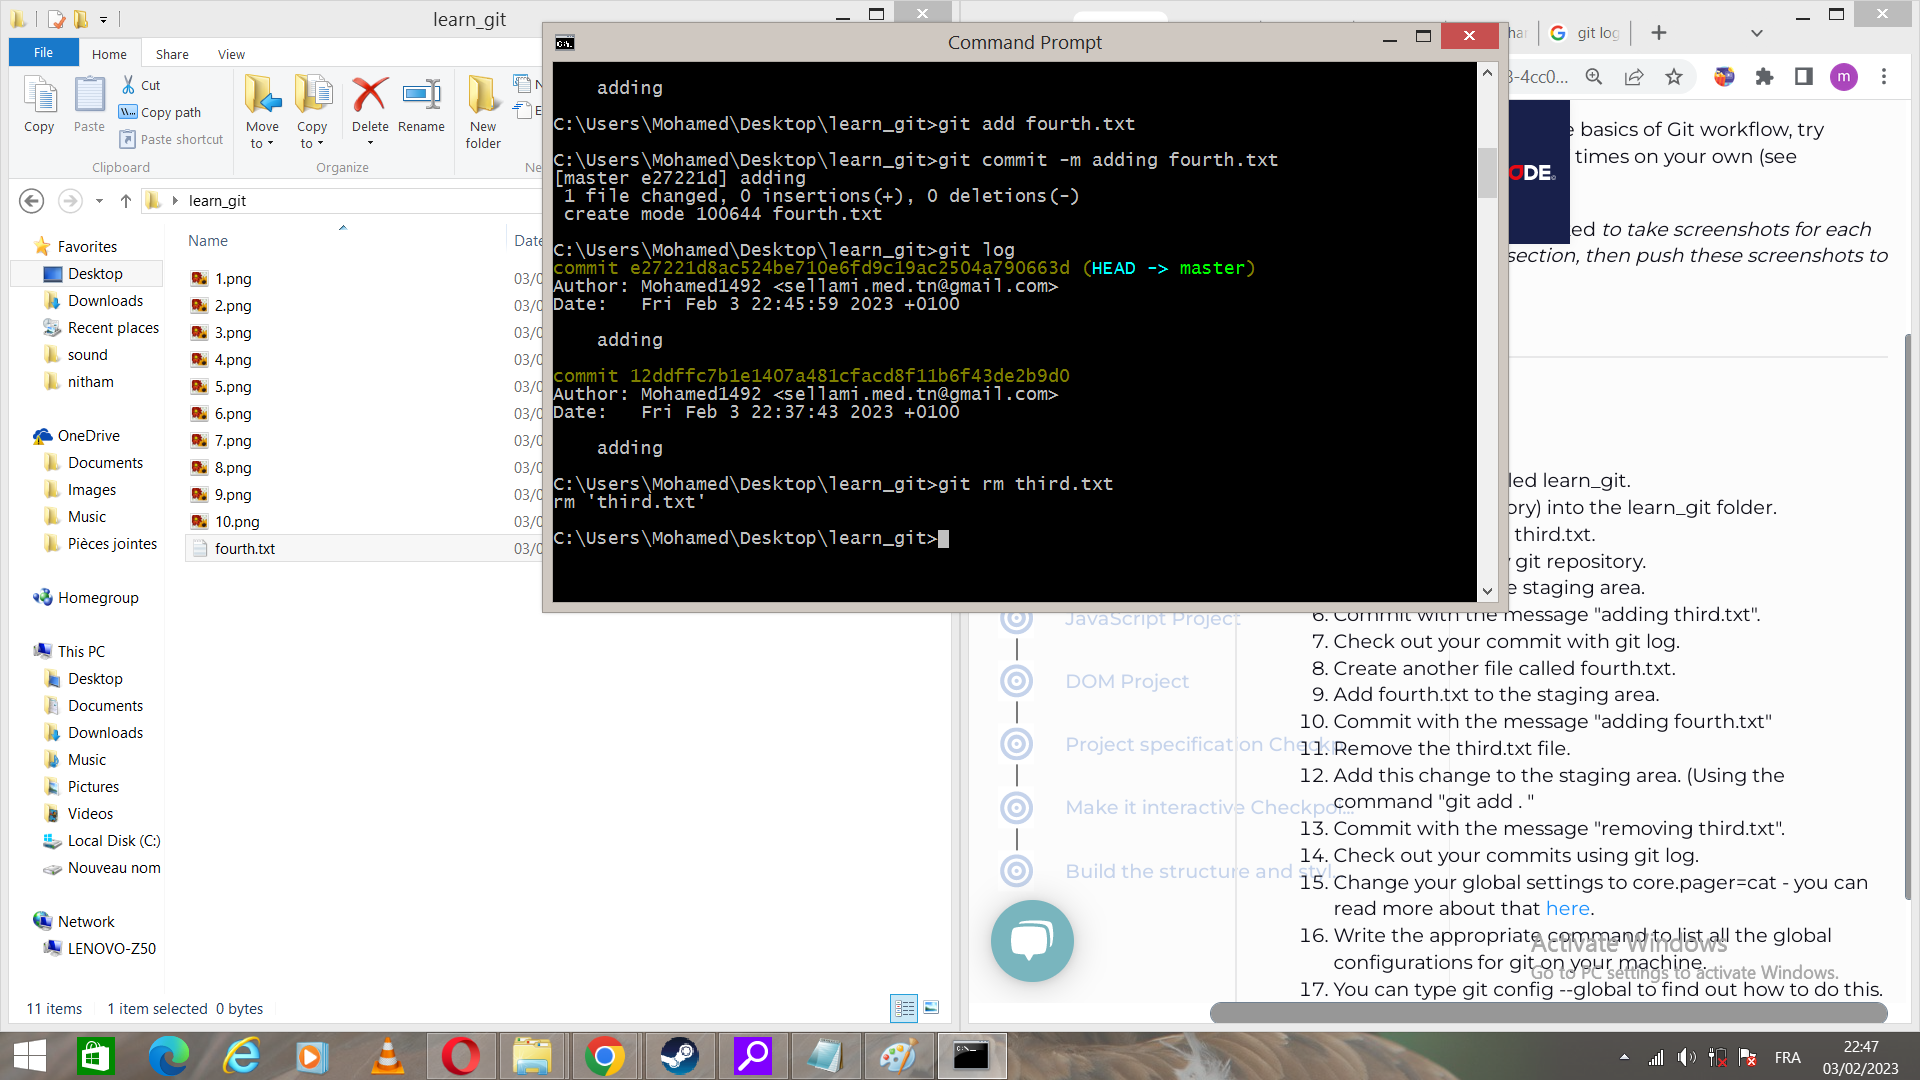 learn_git
File
Home
Share
View
Copy
Paste
Cut
Copy path
Paste shortcut
Clipboard
Move to
Copy to
Delete
Rename
Organize
New folder
Ne
learn_git
Name
Date
Favorites
Desktop
Downloads
Recent places
sound
nitham
OneDrive
Documents
Images
Music
Pièces jointes
Homegroup
This PC
Desktop
Documents
Downloads
Music
Pictures
Videos
Local Disk (C:)
Nouveau nom
Network
LENOVO-Z50
1.png 03/0
2.png 03/0
3.png 03/0
4.png 03/0
5.png 03/0
6.png 03/0
7.png 03/0
8.png 03/0
9.png 03/0
10.png 03/0
fourth.txt 03/0
11 items
1 item selected 0 bytes
Command Prompt
adding
C:\Users\Mohamed\Desktop\learn_git>git add fourth.txt
C:\Users\Mohamed\Desktop\learn_git>git commit -m adding fourth.txt
[master e27221d] adding
1 file changed, 0 insertions(+), 0 deletions(-)
create mode 100644 fourth.txt
C:\Users\Mohamed\Desktop\learn_git>git log
commit e27221d8ac524be710e6fd9c19ac2504a790663d (HEAD -> master)
Author: Mohamed1492 <sellami.med.tn@gmail.com>
Date: Fri Feb 3 22:45:59 2023 +0100
adding
commit 12ddffc7b1e1407a481cfacd8f11b6f43de2b9d0
Author: Mohamed1492 <sellami.med.tn@gmail.com>
Date: Fri Feb 3 22:37:43 2023 +0100
adding
C:\Users\Mohamed\Desktop\learn_git>git rm third.txt
rm 'third.txt'
C:\Users\Mohamed\Desktop\learn_git>
git log
3-4cc0...
m
basics of Git workflow, try
times on your own (see
ODE
ed to take screenshots for each
section, then push these screenshots to
led learn_git.
ory) into the learn_git folder.
third.txt.
git repository.
e staging area.
6. Commit with the message "adding third.txt".
7. Check out your commit with git log.
8. Create another file called fourth.txt.
9. Add fourth.txt to the staging area.
10. Commit with the message "adding fourth.txt"
11. Remove the third.txt file.
12. Add this change to the staging area. (Using the
command "git add . "
13. Commit with the message "removing third.txt".
14. Check out your commits using git log.
15. Change your global settings to core.pager=cat - you can
read more about that here.
16. Write the appropriate command to list all the global
configurations for git on your machine.
17. You can type git config --global to find out how to do this.
JavaScript Project
DOM Project
Project specification Checkp
Make it interactive Checkpoi...
Build the structure and styl...
Activate Windows
Go to PC settings to activate Windows.
FRA
22:47
03/02/2023